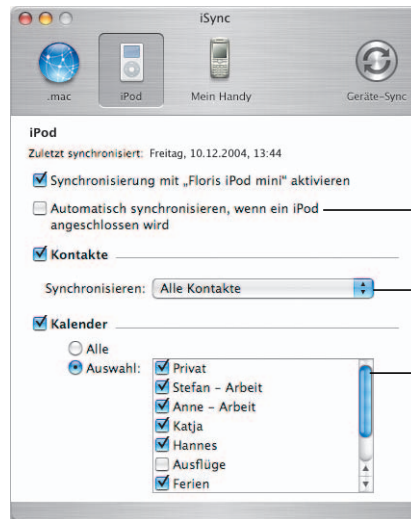 iSync
.mac
iPod
Mein Handy
Geräte-Sync
iPod
Zuletzt synchronisiert: Freitag, 10.12.2004, 13:44
Synchronisierung mit „Floris iPod mini“ aktivieren
Automatisch synchronisieren, wenn ein iPod
angeschlossen wird
Kontakte
Synchronisieren: Alle Kontakte
Kalender
Alle
Auswahl: Privat
Stefan – Arbeit
Anne – Arbeit
Katja
Hannes
Ausflüge
Ferien